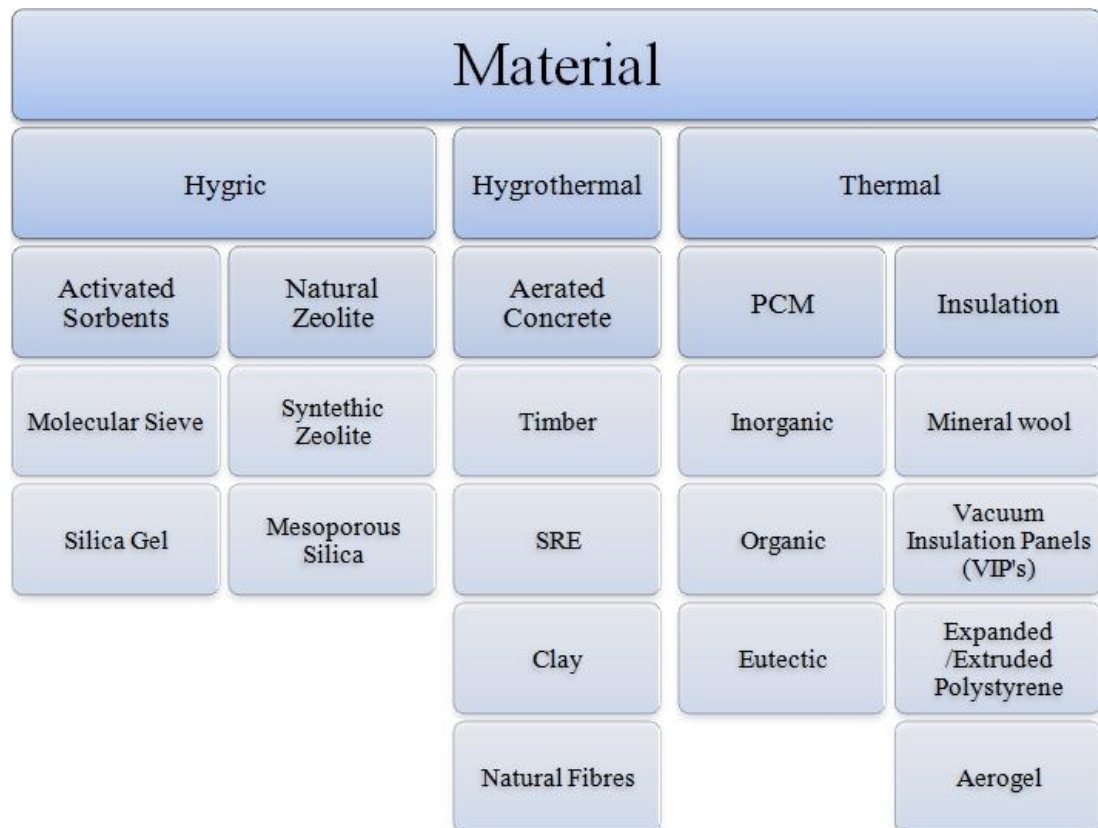 Material
Hygric
Hygrothermal
Thermal
Activated
Sorbents
Natural
Zeolite
Aerated
Concrete
PCM
Insulation
Molecular Sieve
Syntethic
Zeolite
Timber
Inorganic
Mineral wool
Silica Gel
Mesoporous
Silica
SRE
Organic
Vacuum
Insulation Panels
(VIP's)
Clay
Eutectic
Expanded
/Extruded
Polystyrene
Natural Fibres
Aerogel